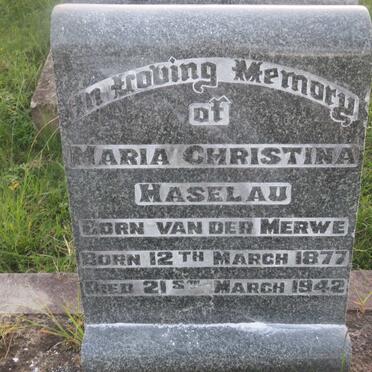 In Loving Memory
of
MARIA CHRISTINA
HASELAU
BORN VAN DER MERWE
BORN 12TH MARCH 1877
DIED 21ST MARCH 1942